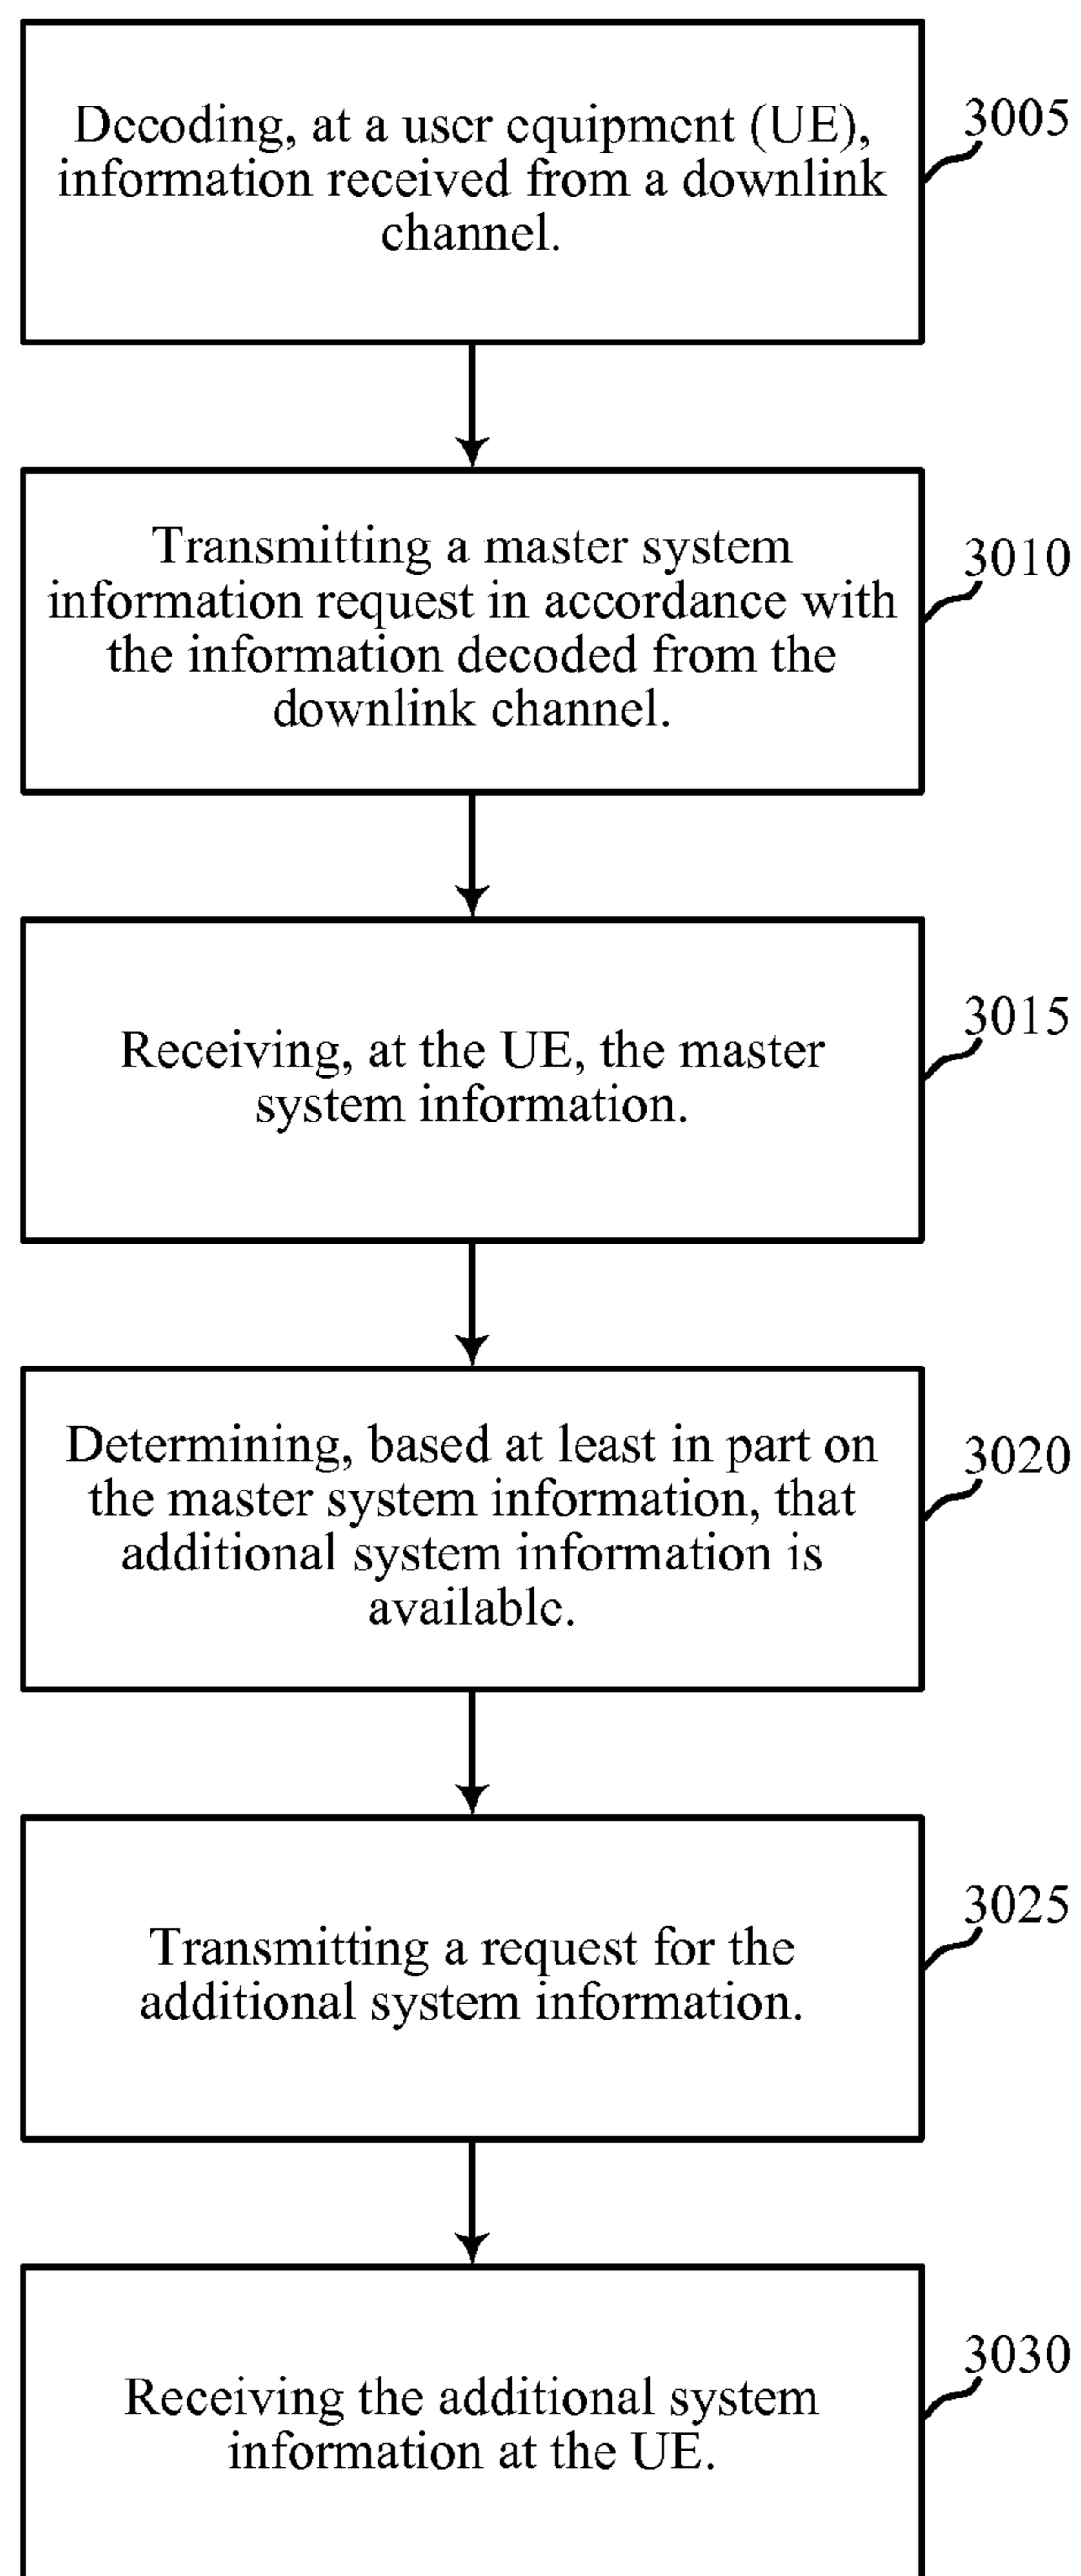 Decoding, at a user equipment (UE),
information received from a downlink
channel.
3005
Transmitting a master system
information request in accordance with
the information decoded from the
downlink channel.
3010
Receiving, at the UE, the master
system information.
3015
Determining, based at least in part on
the master system information, that
additional system information is
available.
3020
Transmitting a request for the
additional system information.
3025
Receiving the additional system
information at the UE.
3030